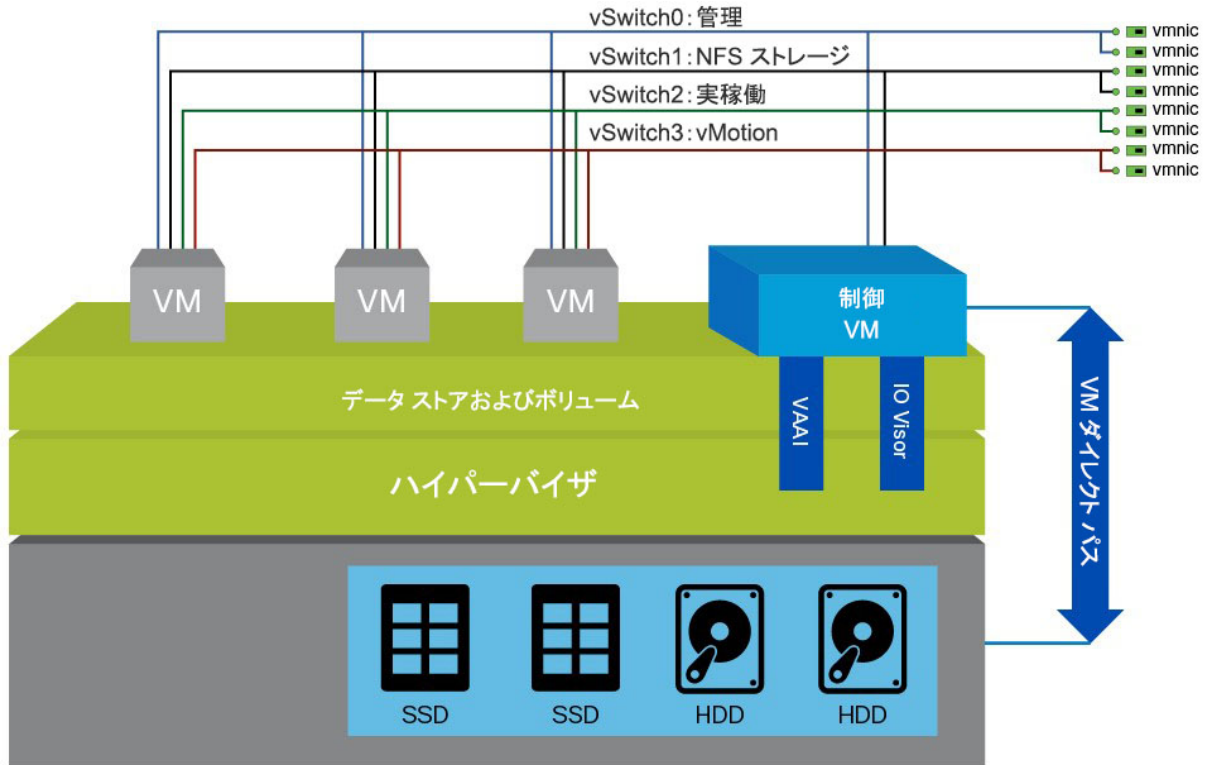 vSwitch0:管理
vSwitch1:NFS ストレージ
vSwitch2:実稼働
vSwitch3:vMotion
vmnic
vmnic
vmnic
vmnic
vmnic
vmnic
vmnic
vmnic
VM
VM
VM
制御
VM
データ ストアおよびボリューム
VAAI
IO Visor
VM ダイレクト パス
ハイパーバイザ
SSD
SSD
HDD
HDD